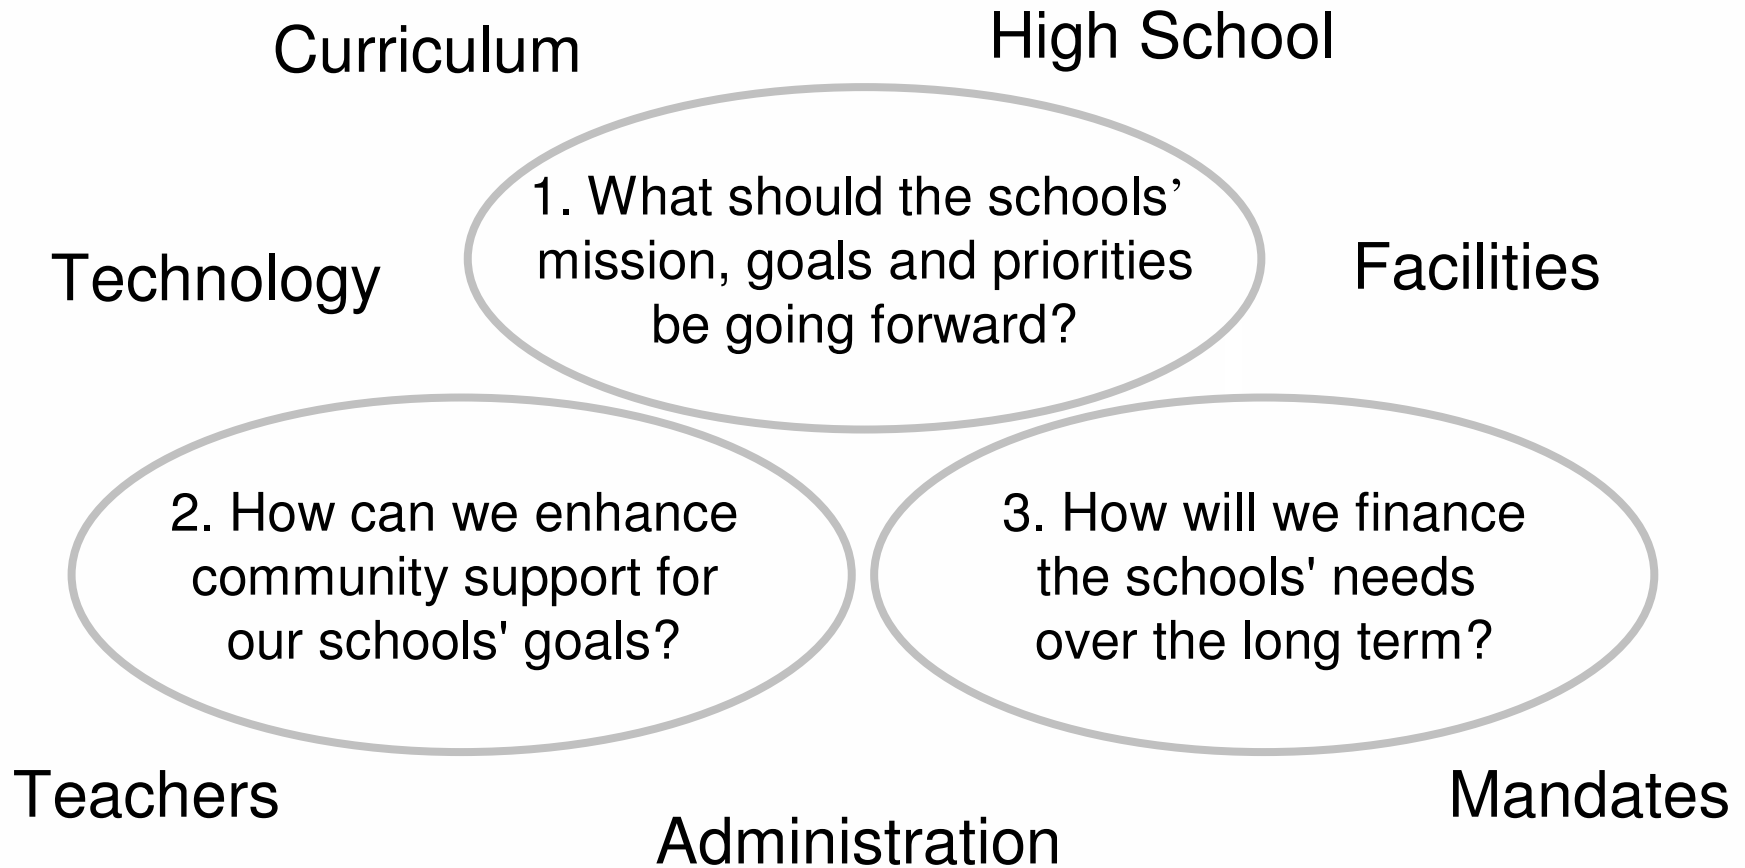 Curriculum
High School
1. What should the schools’
mission, goals and priorities
be going forward?
Technology
Facilities
2. How can we enhance
community support for
our schools' goals?
3. How will we finance
the schools' needs
over the long term?
Teachers
Mandates
Administration